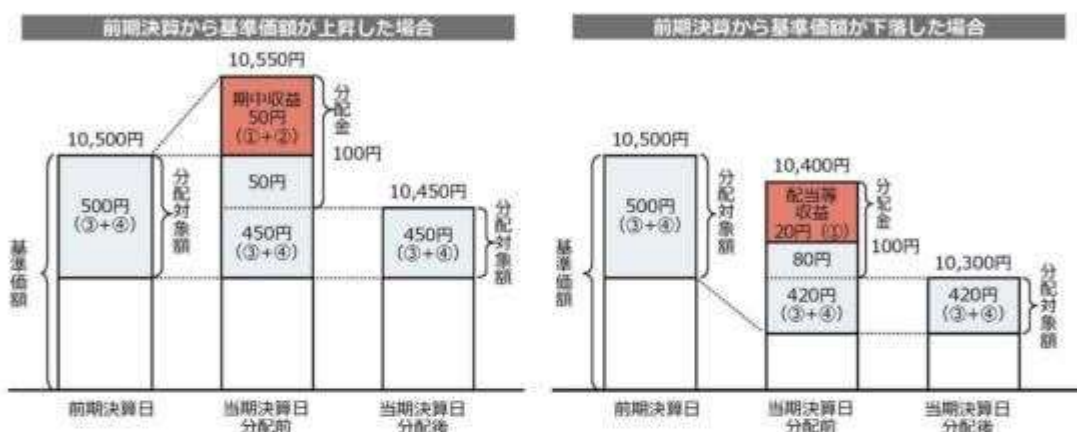 前期決算から基準価額が上昇した場合
10,550円
期中収益
50円
(①+②)
分配金
100円
10,500円
500円
(③+④)
分配対象額
50円
450円
(③+④)
10,450円
450円
(③+④)
分配対象額
基準価額
前期決算日
当期決算日
分配前
当期決算日
分配後
前期決算から基準価額が下落した場合
10,500円
500円
(③+④)
分配対象額
10,400円
配当等
収益
20円(①)
分配金
100円
80円
420円
(③+④)
10,300円
420円
(③+④)
分配対象額
基準価額
前期決算日
当期決算日
分配前
当期決算日
分配後